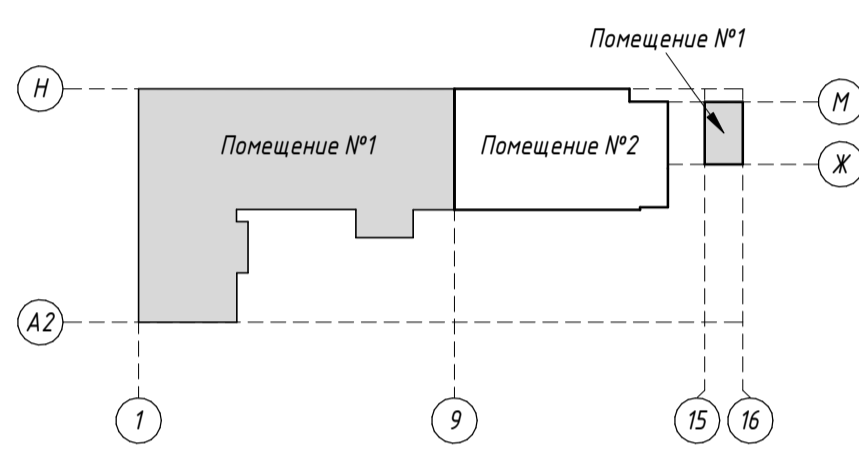 Помещение №1
Н
М
Помещение №1
Помещение №2
Ж
А2
1
9
15
16